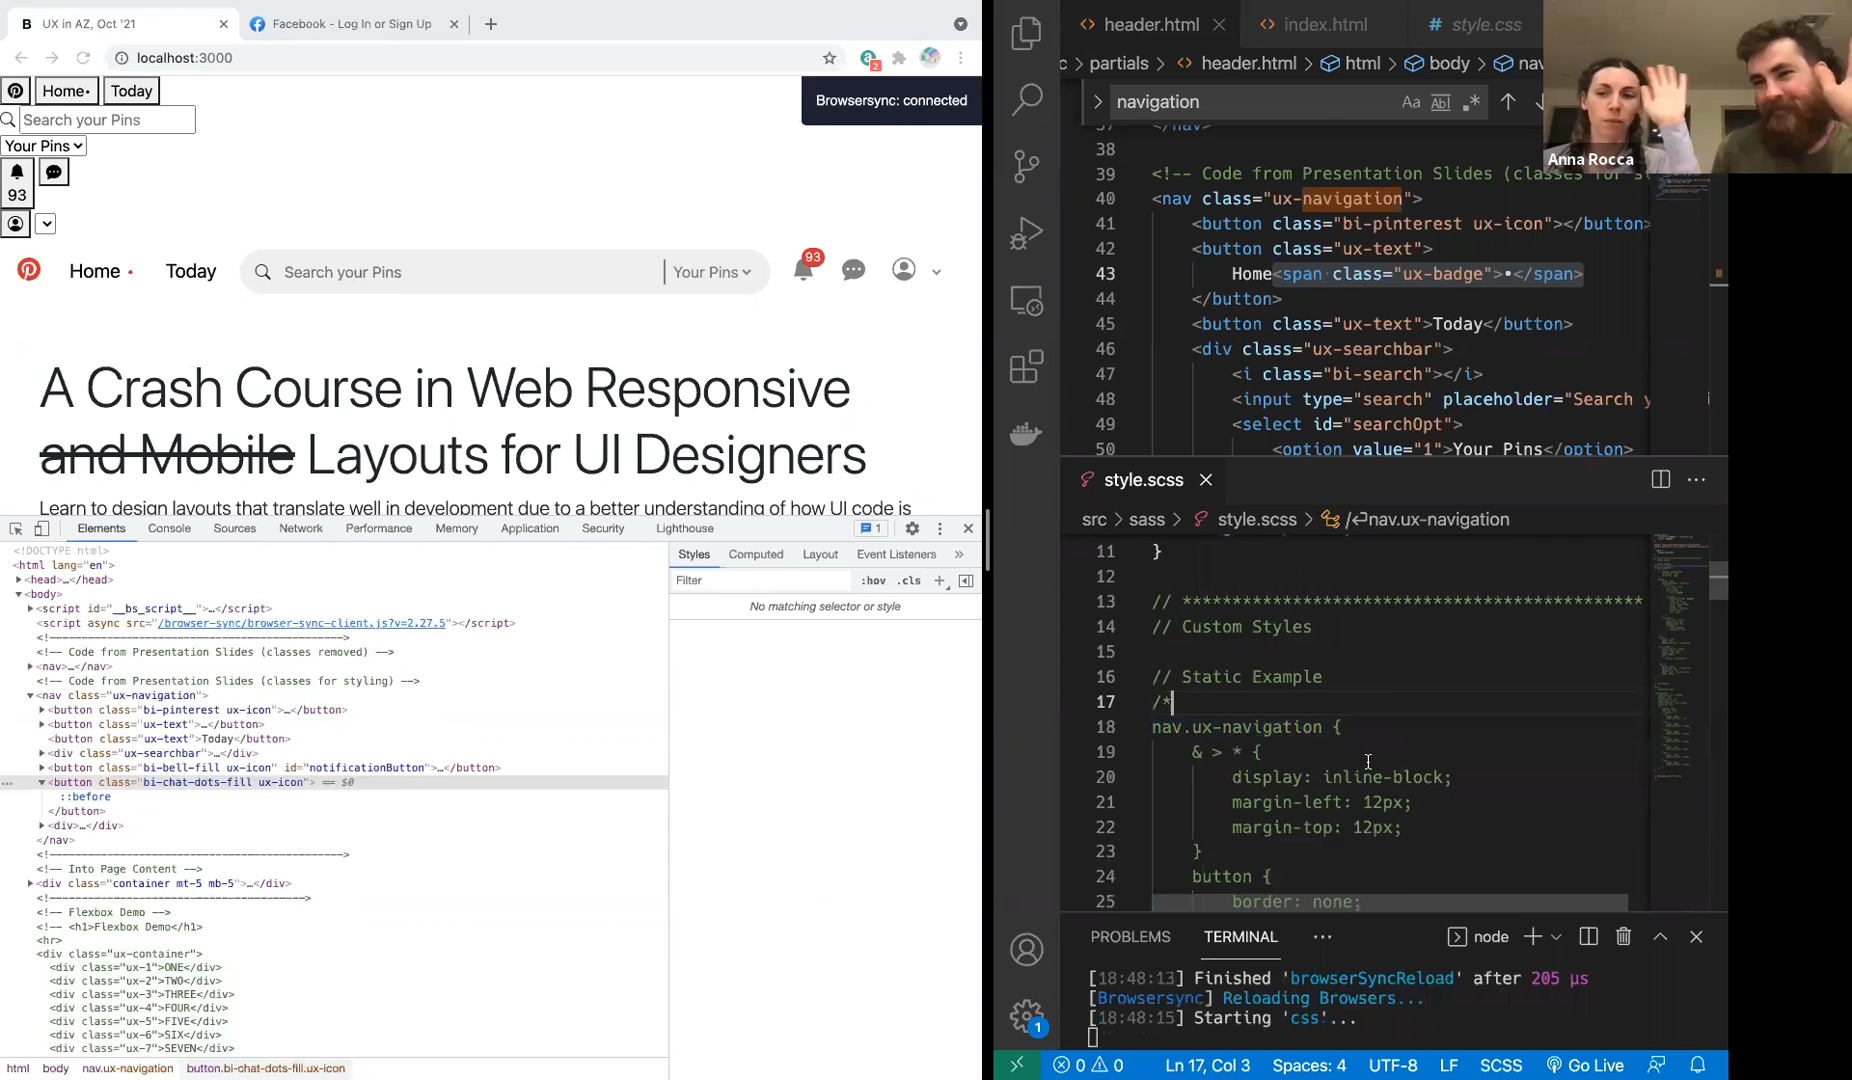 B UX in AZ, Oct '21
Facebook - Log In or Sign Up
localhost:3000
2
Home•
Today
Browsersync: connected
Search your Pins
Your Pins
93
Home •
Today
Search your Pins
Your Pins
93
A Crash Course in Web Responsive
and Mobile Layouts for UI Designers
Learn to design layouts that translate well in development due to a better understanding of how UI code is
Elements Console Sources Network Performance Memory Application Security Lighthouse 1
<!DOCTYPE html>
<html lang="en">
<head>…</head>
<body>
<script id="__bs_script__">…</script>
<script async src="/browser-sync/browser-sync-client.js?v=2.27.5"></script>
<!-- Code from Presentation Slides (classes removed) -->
<nav>…</nav>
<!-- Code from Presentation Slides (classes for styling) -->
<nav class="ux-navigation">
<button class="bi-pinterest ux-icon">…</button>
<button class="ux-text">…</button>
<button class="ux-text">Today</button>
<div class="ux-searchbar">…</div>
<button class="bi-bell-fill ux-icon" id="notificationButton">…</button>
… <button class="bi-chat-dots-fill ux-icon"> == $0
::before
</button>
<div>…</div>
</nav>
<!-- Into Page Content -->
<div class="container mt-5 mb-5">…</div>
<!-- Flexbox Demo -->
<!-- <h1>Flexbox Demo</h1>
<hr>
<div class="ux-container">
<div class="ux-1">ONE</div>
<div class="ux-2">TWO</div>
<div class="ux-3">THREE</div>
<div class="ux-4">FOUR</div>
<div class="ux-5">FIVE</div>
<div class="ux-6">SIX</div>
<div class="ux-7">SEVEN</div>
html body nav.ux-navigation button.bi-chat-dots-fill.ux-icon
Styles Computed Layout Event Listeners »
Filter :hov .cls +
No matching selector or style
header.html index.html style.css
partials > header.html > html > body > nav
navigation Aa Abl .*
37 </nav>
38
39 <!-- Code from Presentation Slides (classes for
40 <nav class="ux-navigation">
41 <button class="bi-pinterest ux-icon"></button>
42 <button class="ux-text">
43 Home<span class="ux-badge">•</span>
44 </button>
45 <button class="ux-text">Today</button>
46 <div class="ux-searchbar">
47 <i class="bi-search"></i>
48 <input type="search" placeholder="Search
49 <select id="searchOpt">
50 <option value="1">Your Pins</option>
Anna Rocca
style.scss
src > sass > style.scss > /↵nav.ux-navigation
11 }
12
13 // **********************************************
14 // Custom Styles
15
16 // Static Example
17 /*
18 nav.ux-navigation {
19 & > * {
20 display: inline-block;
21 margin-left: 12px;
22 margin-top: 12px;
23 }
24 button {
25 border: none;
PROBLEMS TERMINAL … node
[18:48:13] Finished 'browserSyncReload' after 205 μs
[Browsersync] Reloading Browsers...
[18:48:15] Starting 'css'...
1
0 0 Ln 17, Col 3 Spaces: 4 UTF-8 LF SCSS Go Live